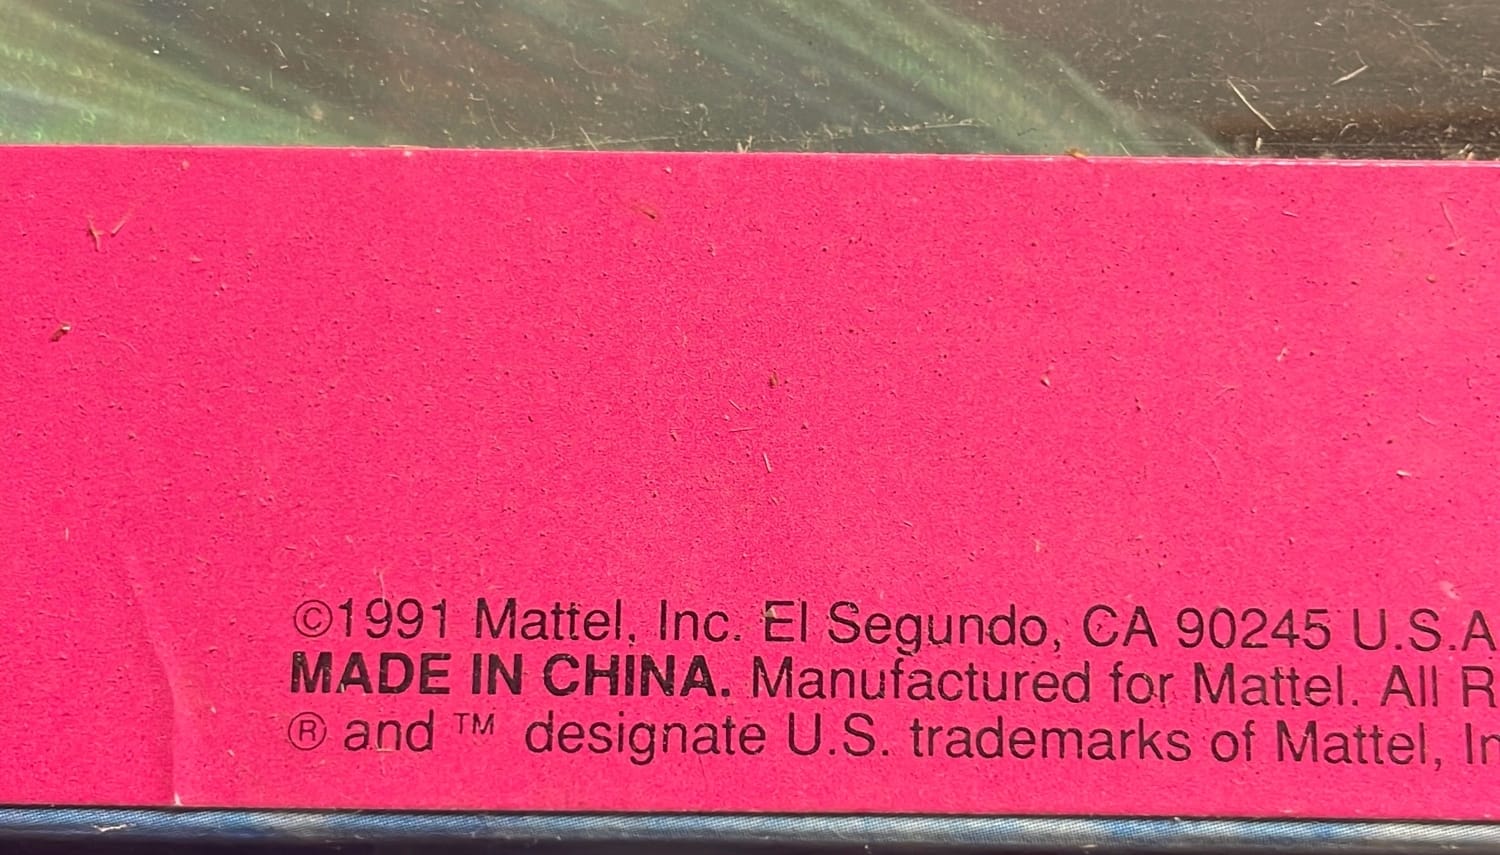 ©1991 Mattel, Inc. El Segundo, CA 90245 U.S.A
MADE IN CHINA. Manufactured for Mattel. All R
® and ™ designate U.S. trademarks of Mattel, In